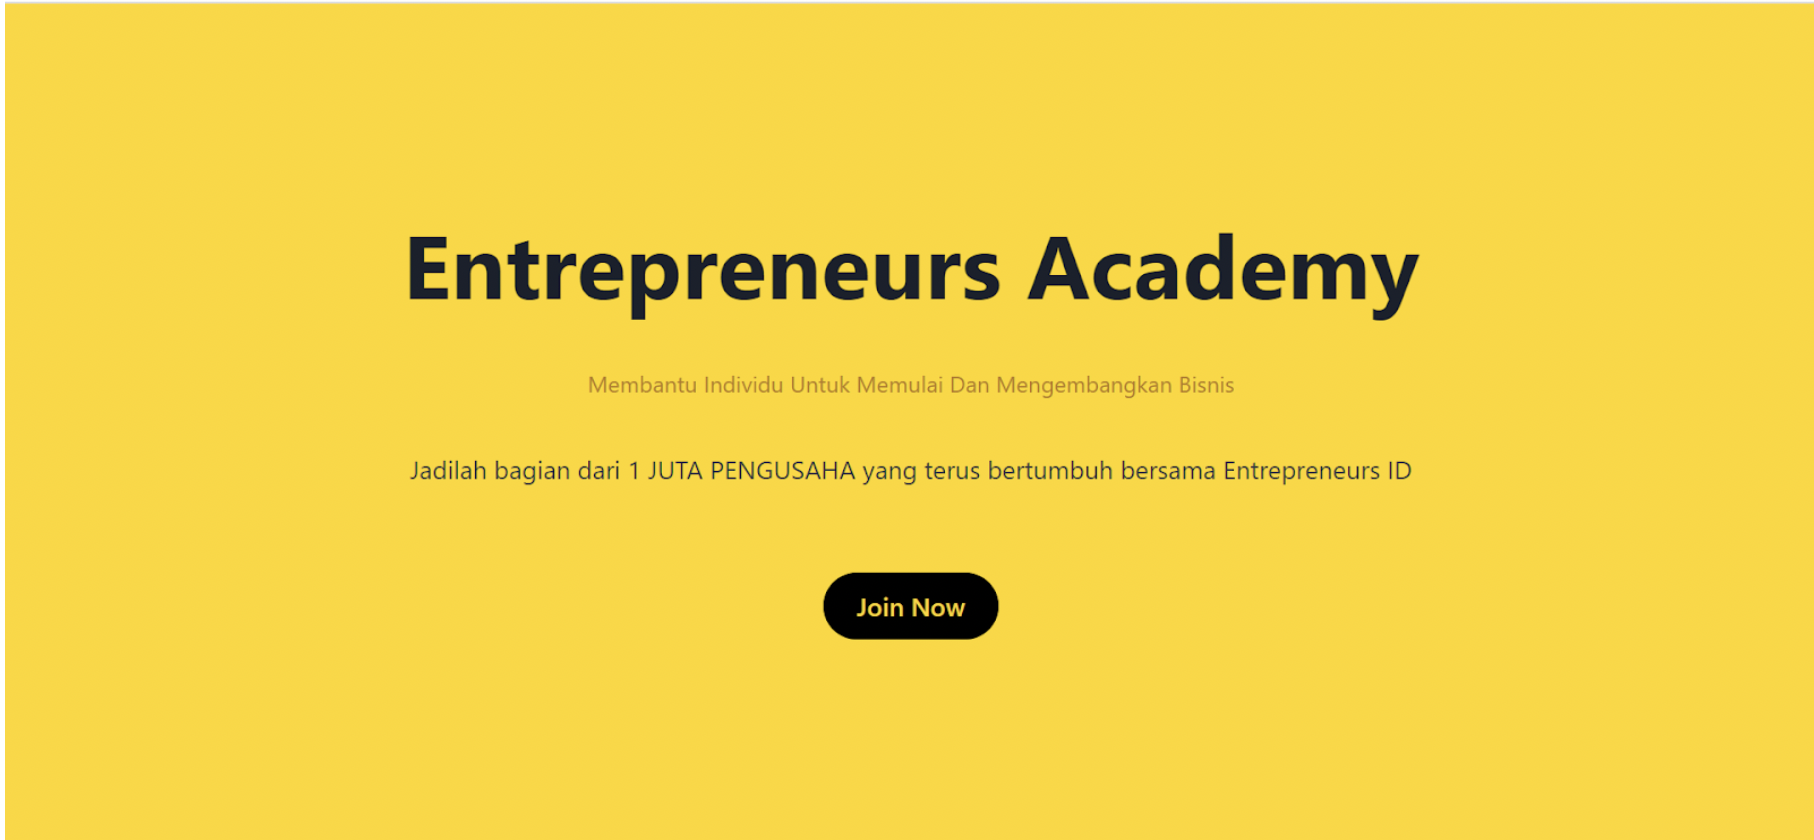 Entrepreneurs Academy
Membantu Individu Untuk Memulai Dan Mengembangkan Bisnis
Jadilah bagian dari 1 JUTA PENGUSAHA yang terus bertumbuh bersama Entrepreneurs ID
Join Now